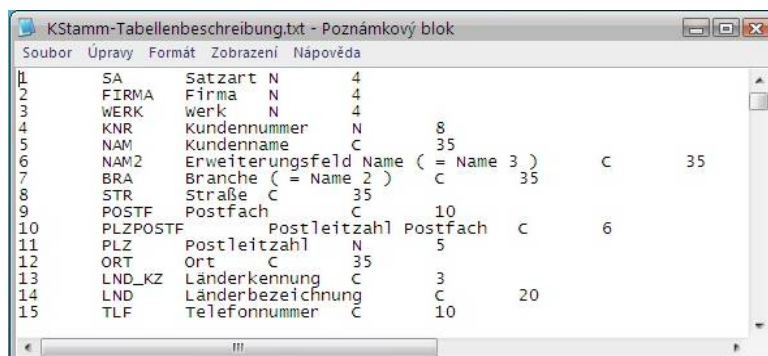 KStamm-Tabellenbeschreibung.txt - Poznámkový blok
Soubor Úpravy Formát Zobrazení Nápověda
1 SA Satzart N 4
2 FIRMA Firma N 4
3 WERK Werk N 4
4 KNR Kundennummer N 8
5 NAM Kundenname C 35
6 NAM2 Erweiterungsfeld Name ( = Name 3 ) C 35
7 BRA Branche ( = Name 2 ) C 35
8 STR Straße C 35
9 POSTF Postfach C 10
10 PLZPOSTF Postleitzahl Postfach C 6
11 PLZ Postleitzahl N 5
12 ORT Ort C 35
13 LND_KZ Länderkennung C 3
14 LND Länderbezeichnung C 20
15 TLF Telefonnummer C 10